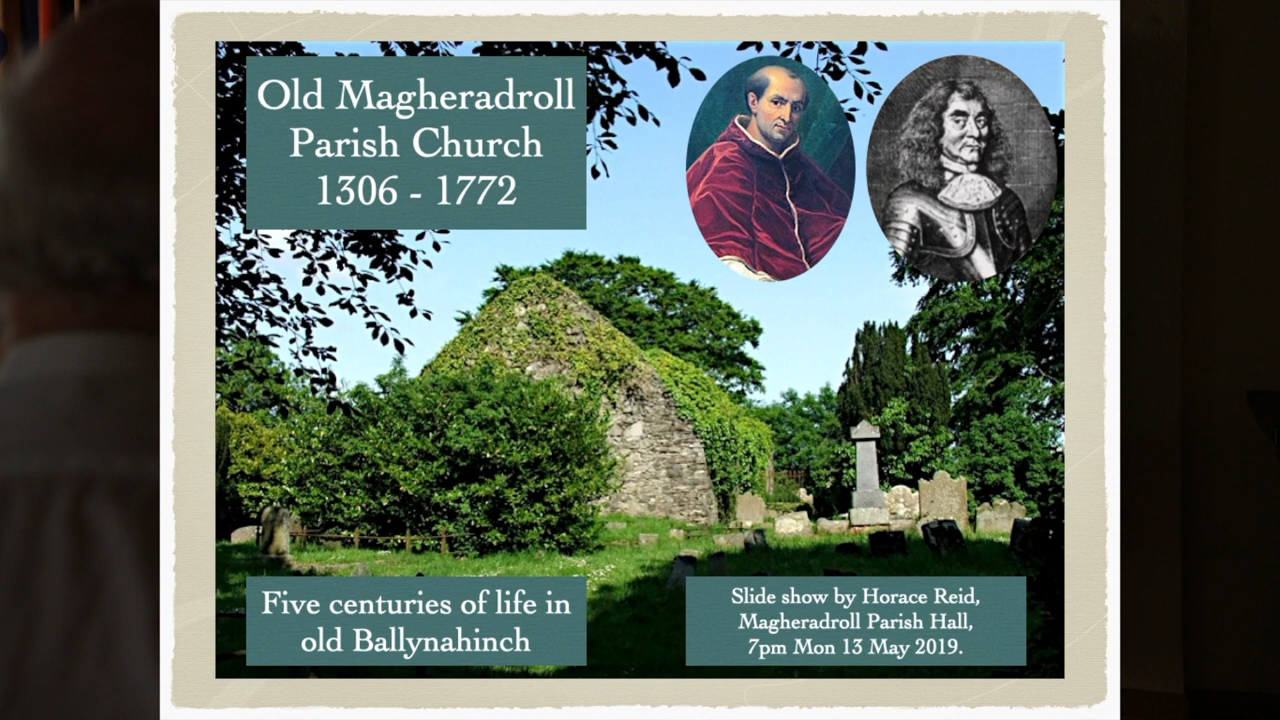 Old Magheradroll
Parish Church
1306 - 1772
Five centuries of life in
old Ballynahinch
Slide show by Horace Reid,
Magheradroll Parish Hall,
7pm Mon 13 May 2019.